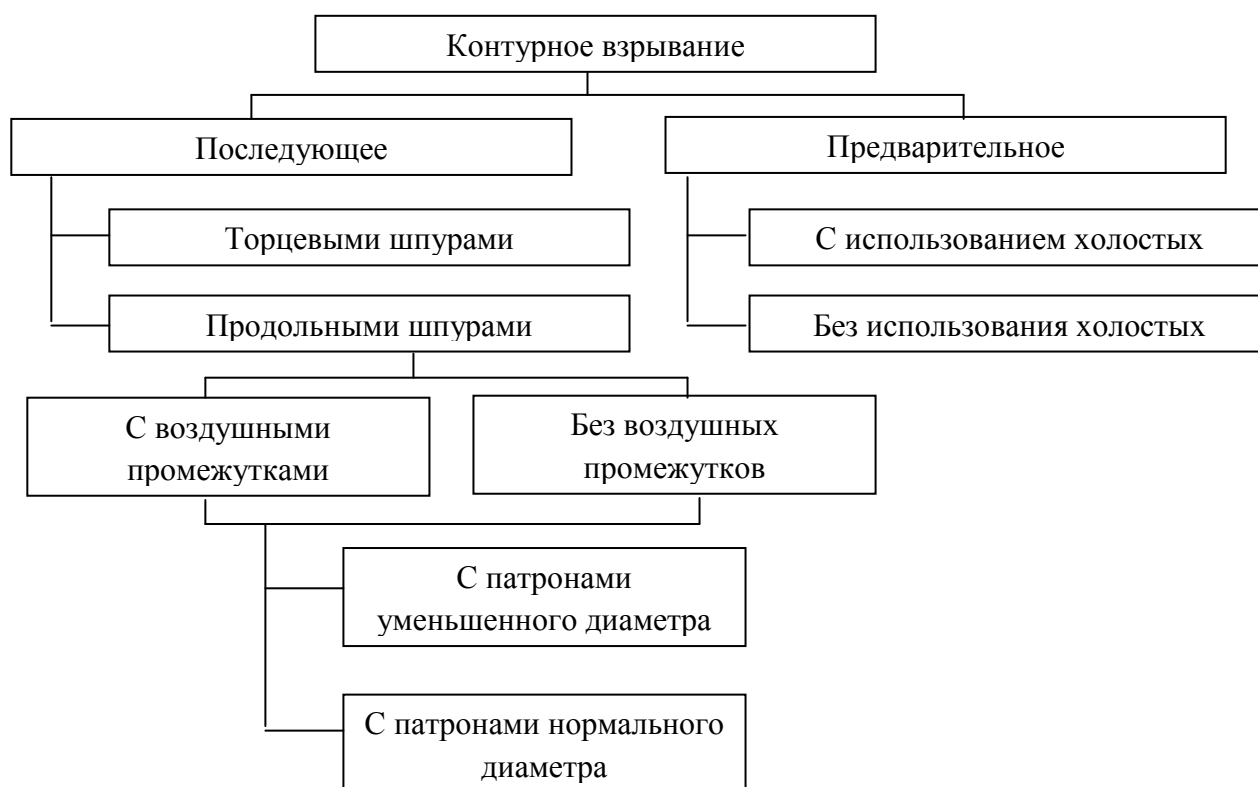 Контурное взрывание
Последующее
Предварительное
Торцевыми шпурами
С использованием холостых
Продольными шпурами
Без использования холостых
С воздушными
промежутками
Без воздушных
промежутков
С патронами
уменьшенного диаметра
С патронами нормального
диаметра